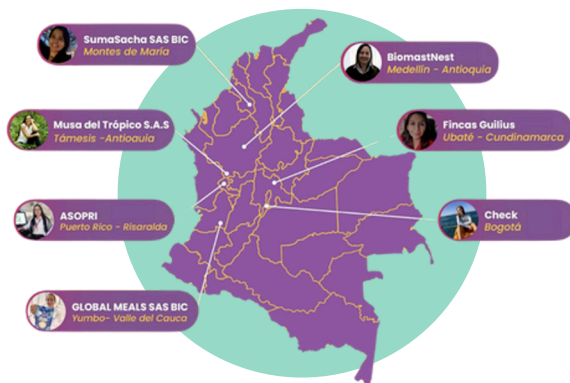 SumaSacha SAS BIC
Montes de María
BiomastNest
Medellín - Antioquia
Musa del Trópico S.A.S
Támesis -Antioauia
Fincas Guilius
Ubaté - Cundinamarca
ASOPRI
Puerto Rico - Risaralda
Check
Bogotá
GLOBAL MEALS SAS BIC
Yumbo- Valle del Cauca